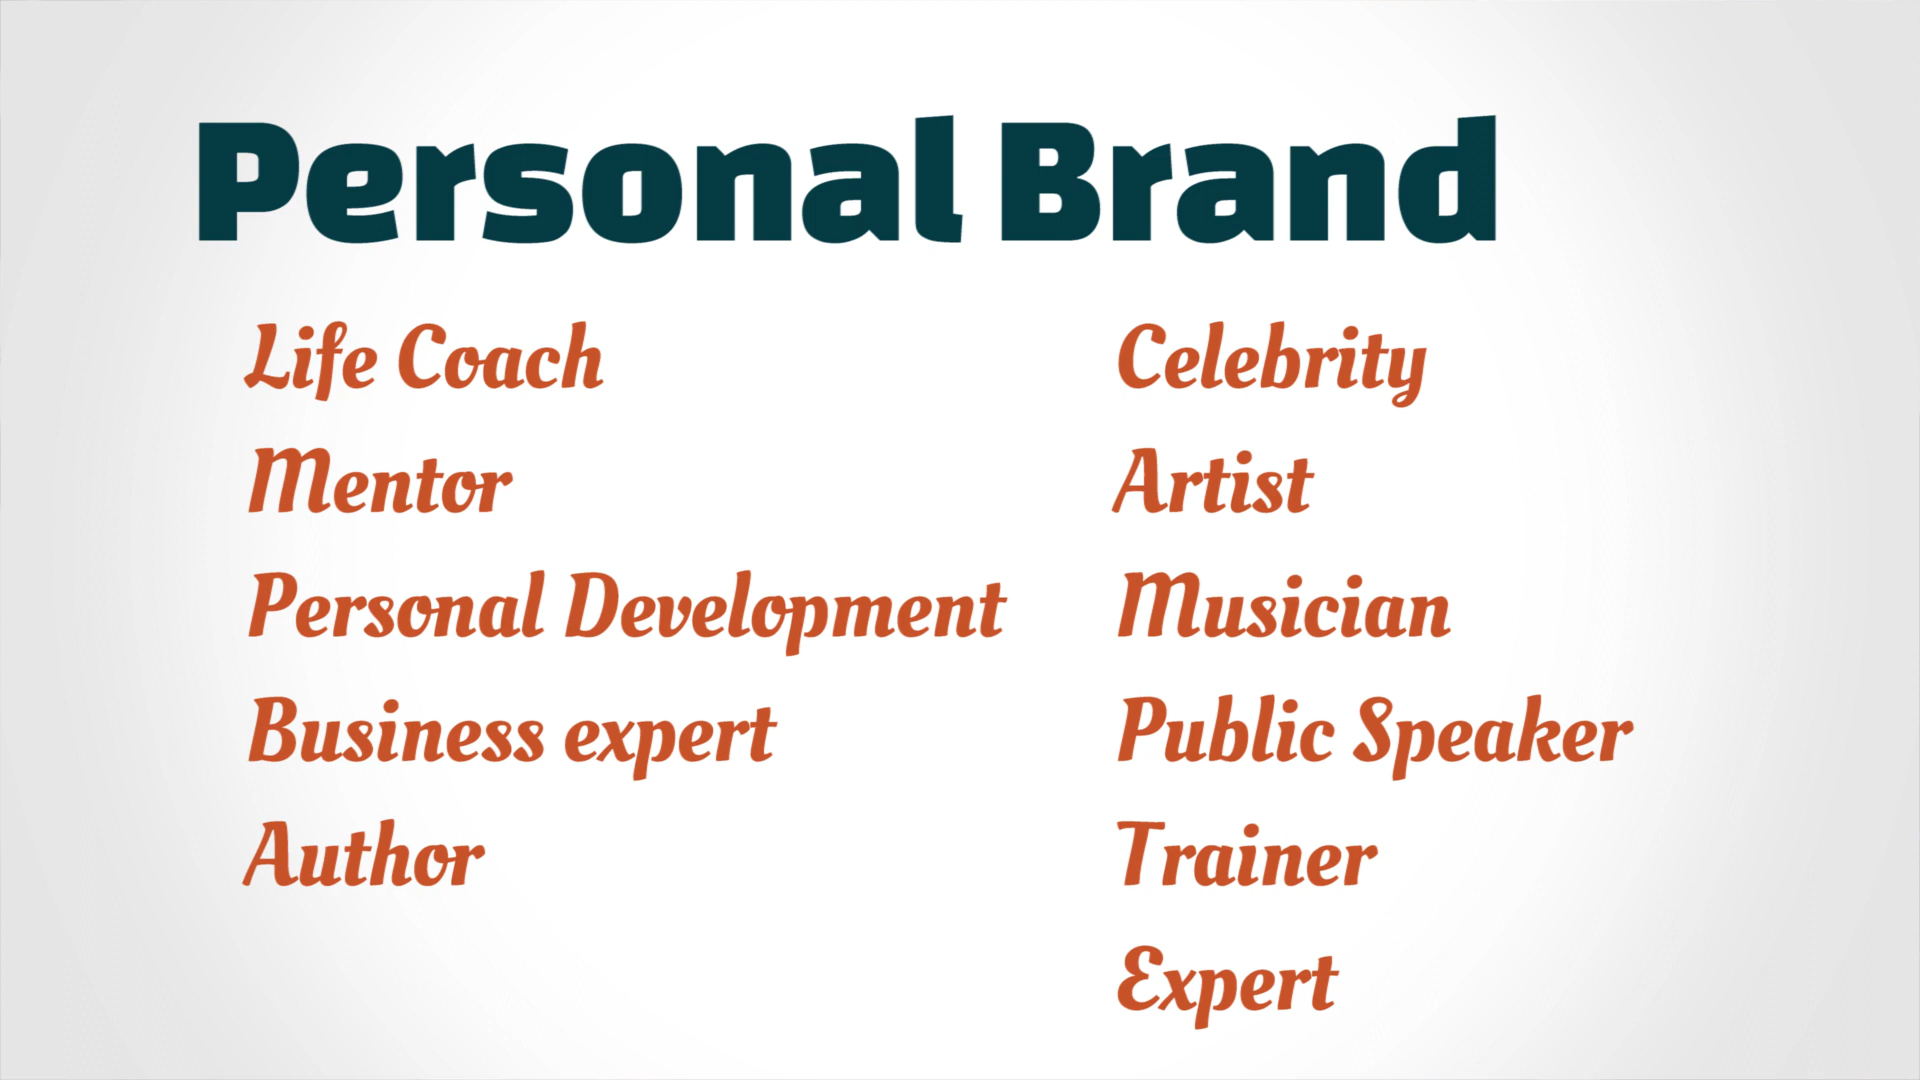 Personal Brand
Life Coach
Mentor
Personal Development
Business expert
Author
Celebrity
Artist
Musician
Public Speaker
Trainer
Expert